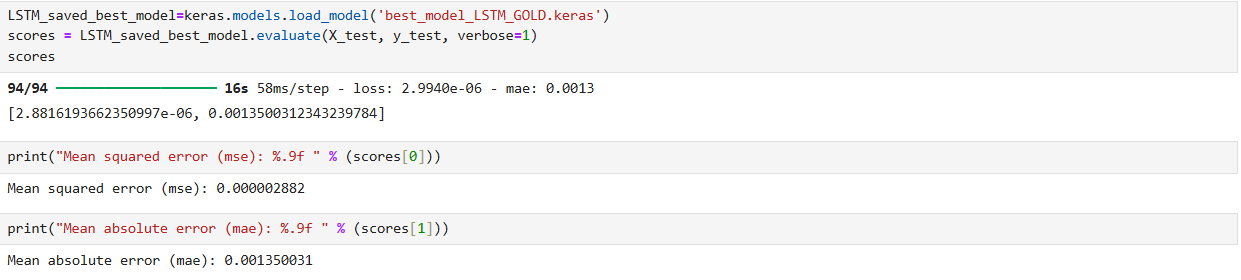 LSTM_saved_best_model=keras.models.load_model('best_model_LSTM_GOLD.keras')
scores = LSTM_saved_best_model.evaluate(X_test, y_test, verbose=1)
scores
94/94 ━━━━━━━━━━━━━━━━━━━━ 16s 58ms/step - loss: 2.9940e-06 - mae: 0.0013
[2.8816193662350997e-06, 0.0013500312343239784]
print("Mean squared error (mse): %.9f " % (scores[0]))
Mean squared error (mse): 0.000002882
print("Mean absolute error (mae): %.9f " % (scores[1]))
Mean absolute error (mae): 0.001350031